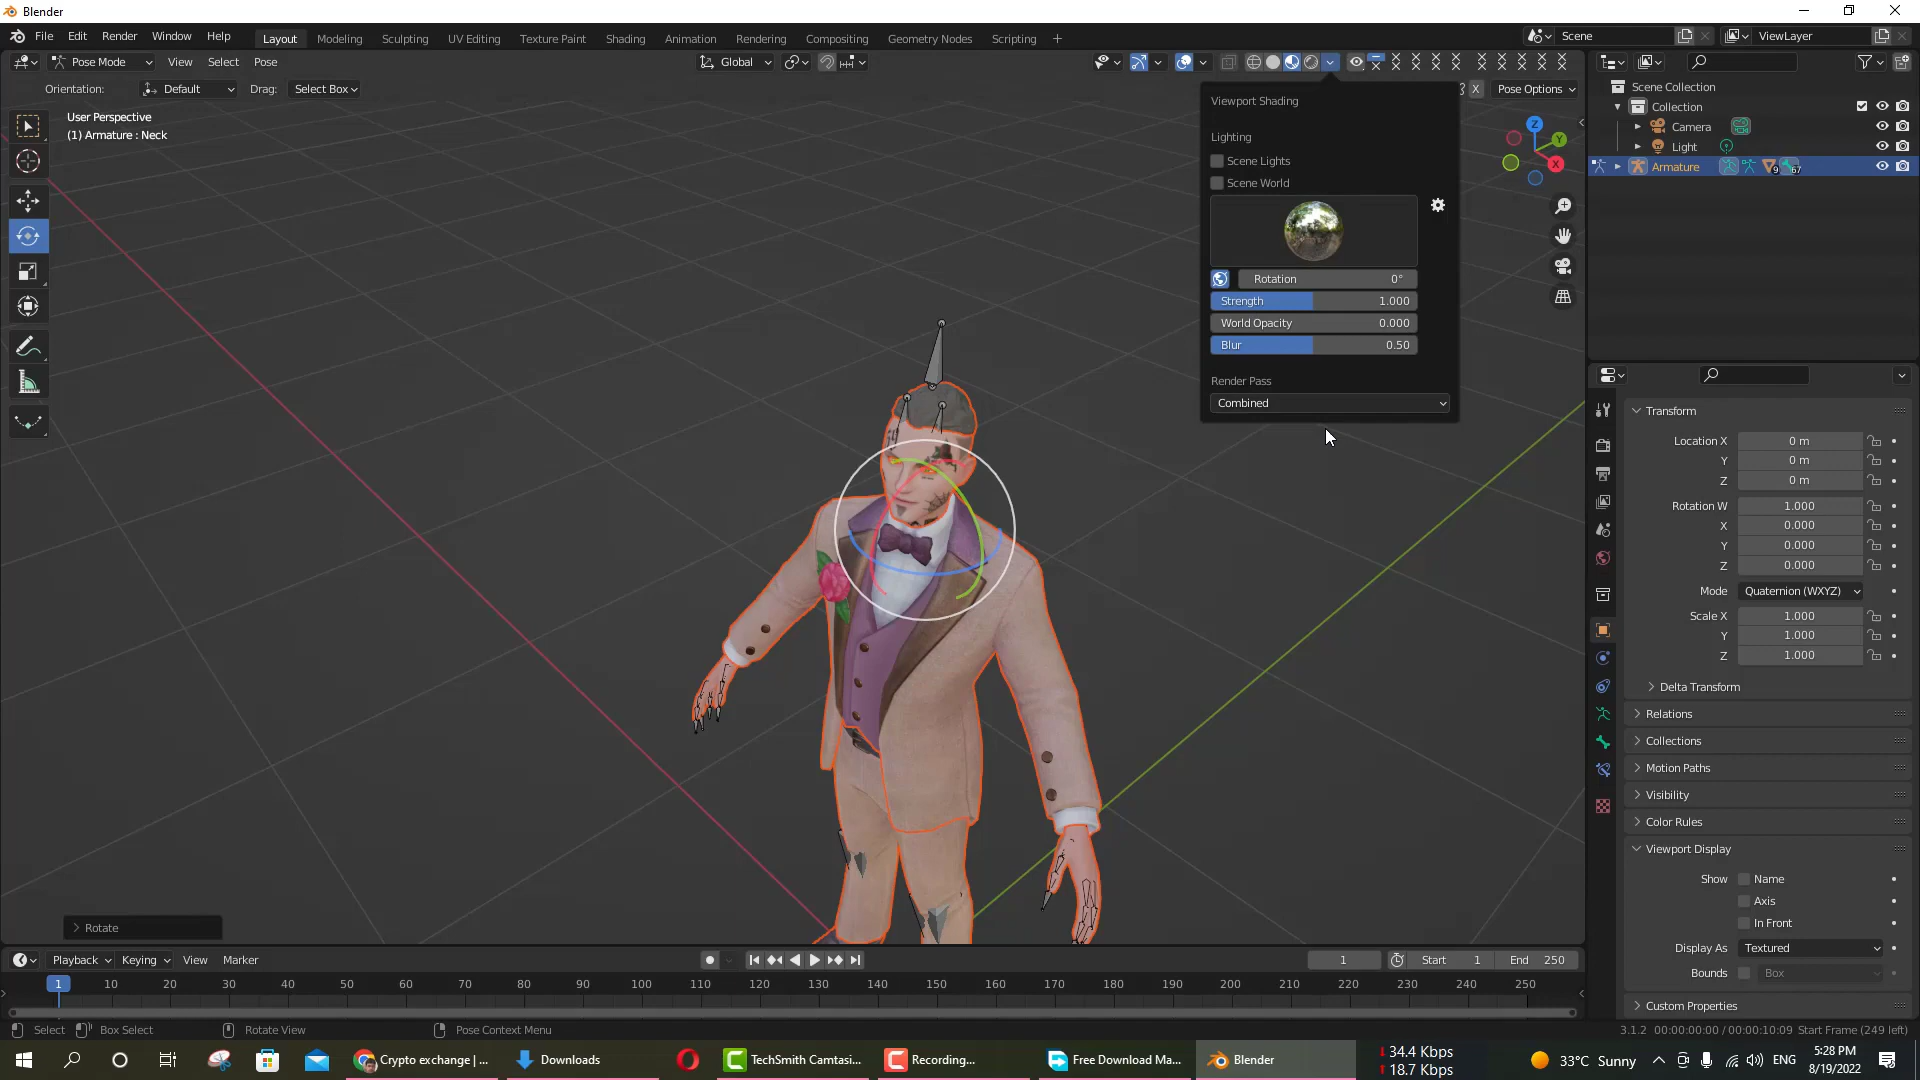 Blender
File Edit Render Window Help
Layout Modeling Sculpting UV Editing Texture Paint Shading Animation Rendering Compositing Geometry Nodes Scripting +
Scene ViewLayer
Pose Mode View Select Pose Global
Orientation: Default Drag: Select Box X Pose Options
User Perspective
(1) Armature : Neck
Viewport Shading
Lighting
Scene Lights
Scene World
Rotation 0°
Strength 1.000
World Opacity 0.000
Blur 0.50
Render Pass
Combined
Z
Y
X
Scene Collection
Collection
Camera
Light
Armature 9 67
Transform
Location X 0 m
Y 0 m
Z 0 m
Rotation W 1.000
X 0.000
Y 0.000
Z 0.000
Mode Quaternion (WXYZ)
Scale X 1.000
Y 1.000
Z 1.000
Delta Transform
Relations
Collections
Motion Paths
Visibility
Color Rules
Viewport Display
Show Name
Axis
In Front
Display As Textured
Bounds Box
Custom Properties
Rotate
Playback Keying View Marker
1 Start 1 End 250
1 10 20 30 40 50 60 70 80 90 100 110 120 130 140 150 160 170 180 190 200 210 220 230 240 250
Select Box Select Rotate View Pose Context Menu
3.1.2 00:00:00:00 / 00:00:10:09 Start Frame (249 left)
Crypto exchange | ... Downloads TechSmith Camtasi... Recording... Free Download Ma... Blender
34.4 Kbps
18.7 Kbps
33°C Sunny
ENG
5:28 PM
8/19/2022